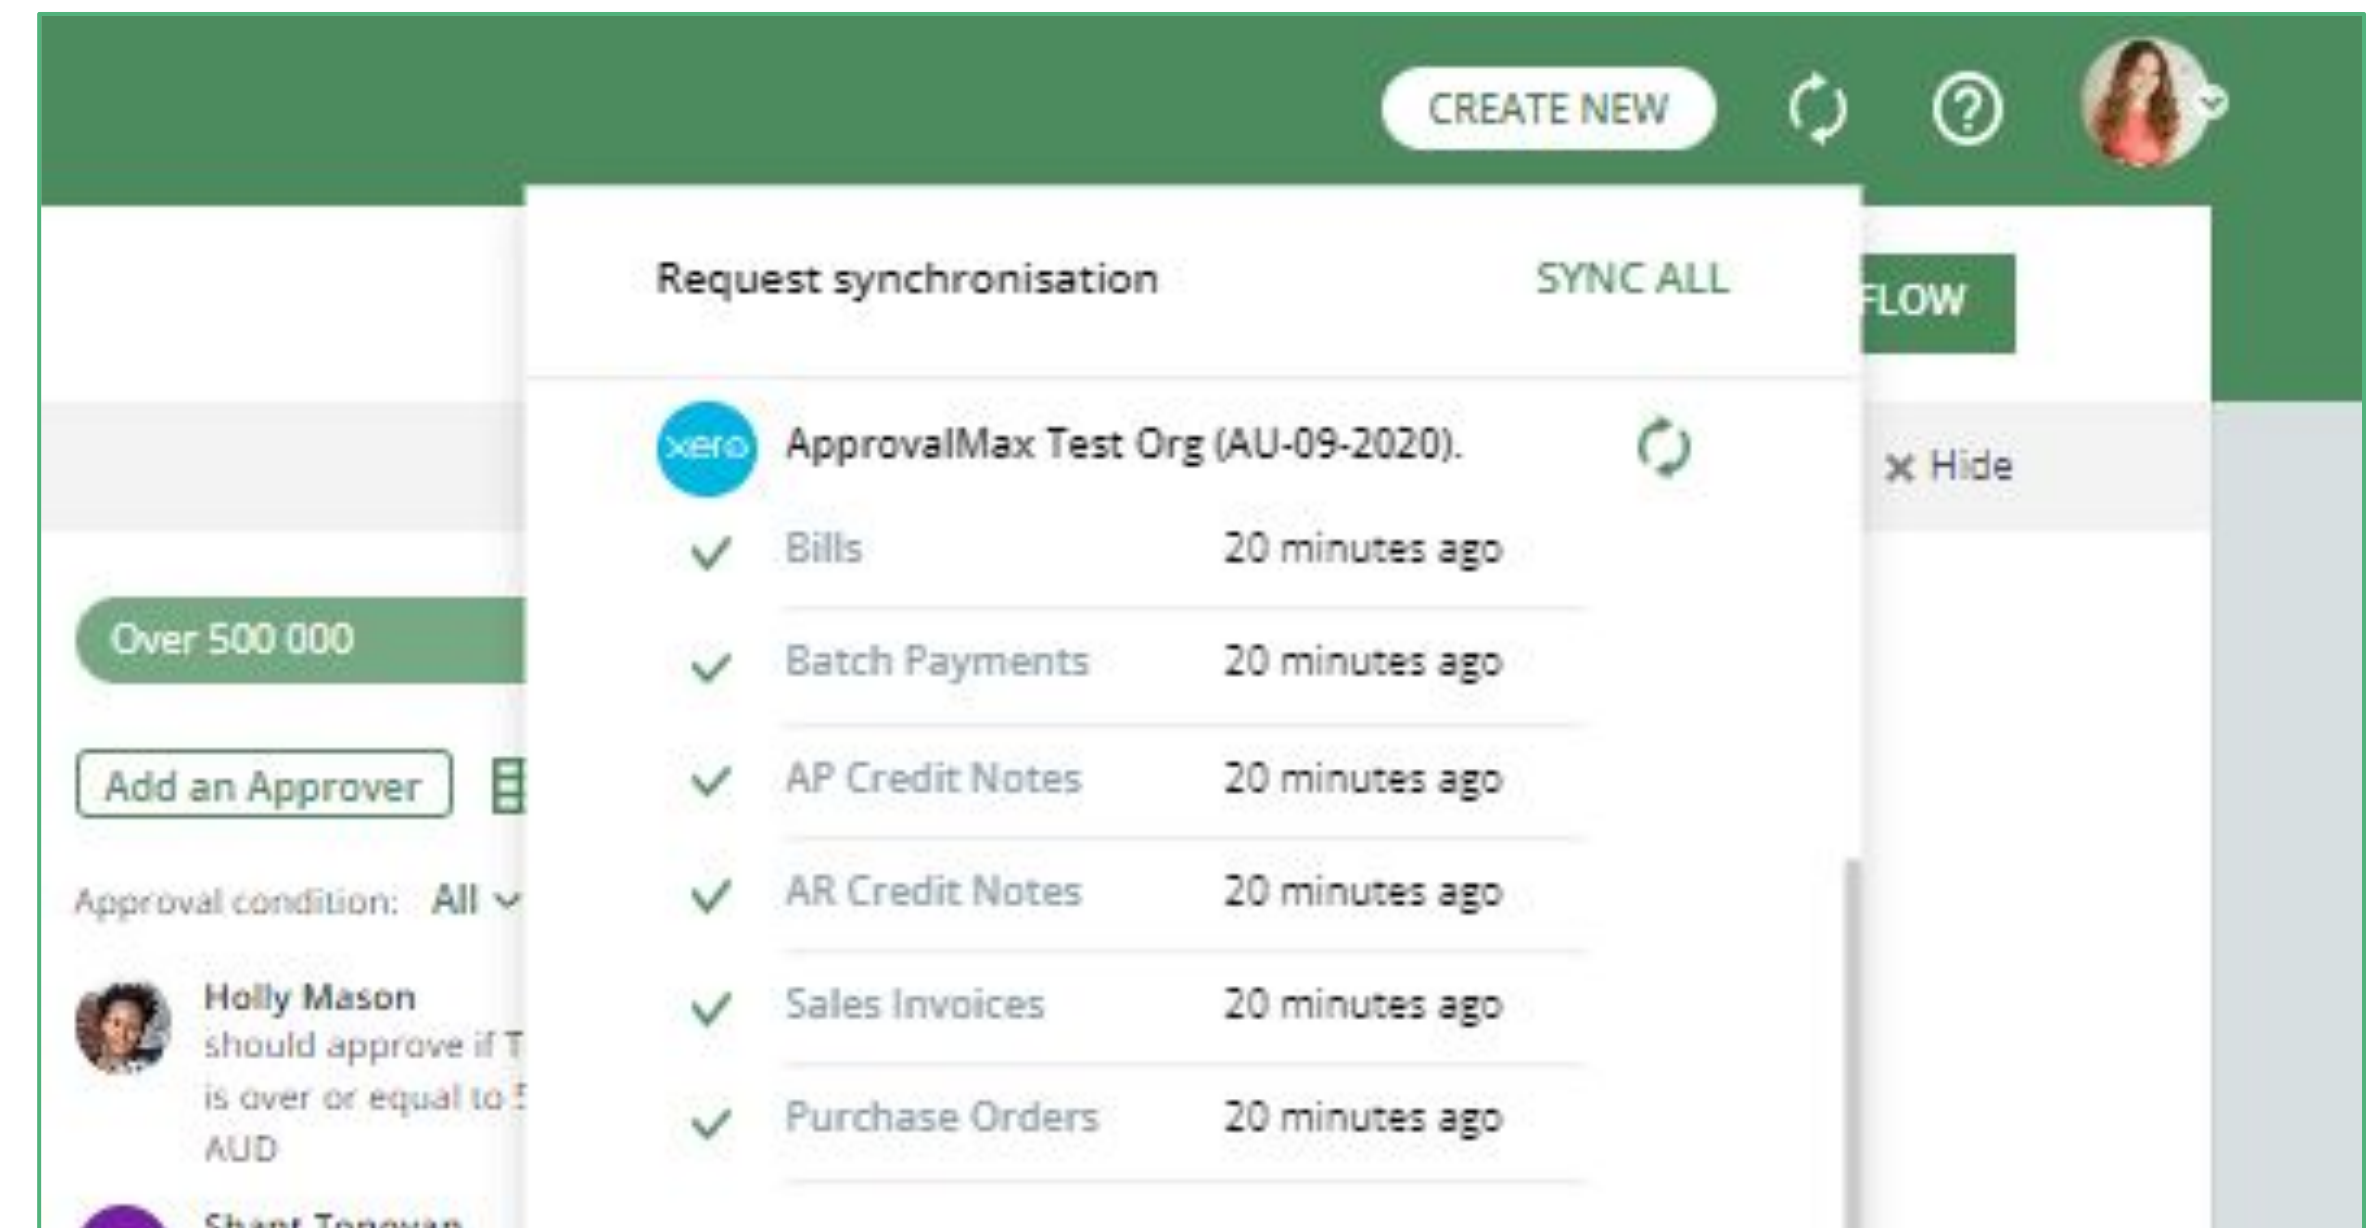 CREATE NEW
Request synchronisation
SYNC ALL
FLOW
xero
ApprovalMax Test Org (AU-09-2020).
Hide
Bills
20 minutes ago
Batch Payments
20 minutes ago
AP Credit Notes
20 minutes ago
AR Credit Notes
20 minutes ago
Sales Invoices
20 minutes ago
Purchase Orders
20 minutes ago
Over 500 000
Add an Approver
Approval condition: All
Holly Mason
should approve if T
is over or equal to
AUD